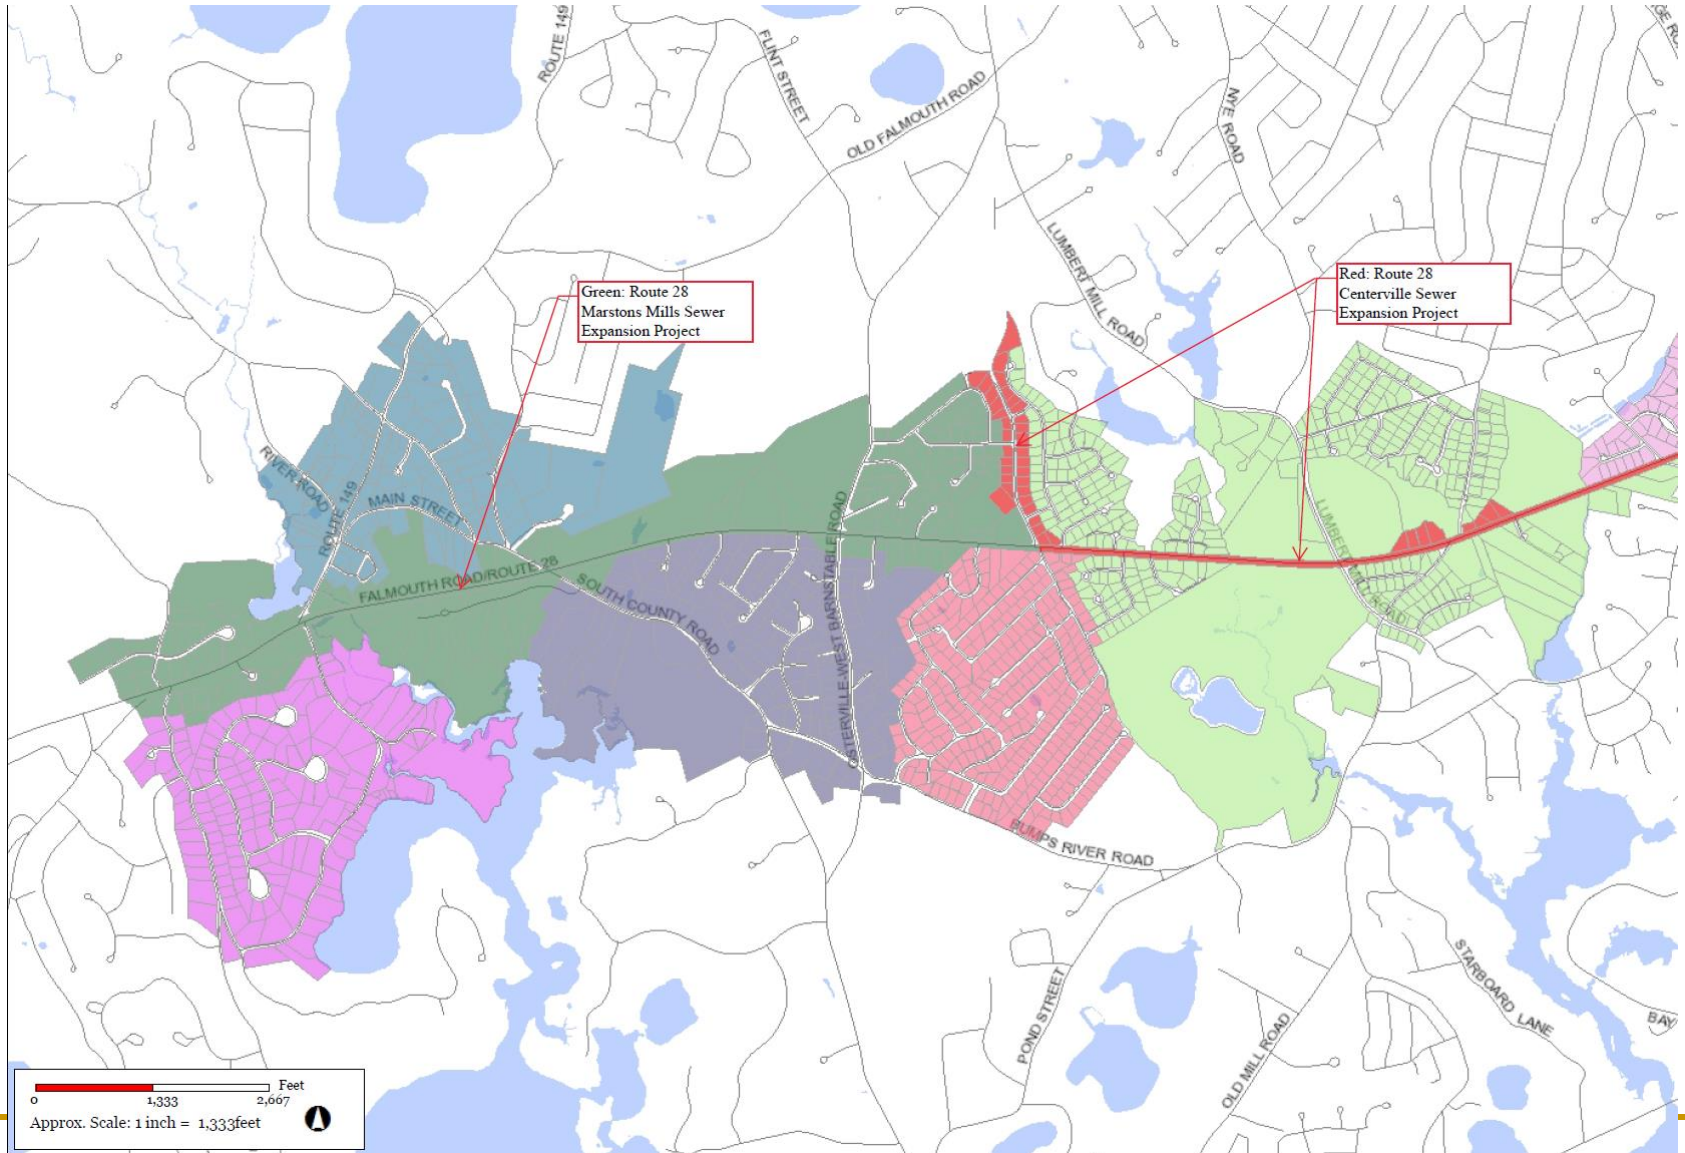 ROUTE 149
FLINT STREET
OLD FALMOUTH ROAD
NYE ROAD
LUMBERT MILL ROAD
Green: Route 28
Marstons Mills Sewer
Expansion Project
Red: Route 28
Centerville Sewer
Expansion Project
RIVER ROAD
ROUTE 149
MAIN STREET
FALMOUTH ROAD/ROUTE 28
SOUTH COUNTY ROAD
OSTERVILLE-WEST BARNSTABLE ROAD
LUMBERT MILL ROAD
BUMPS RIVER ROAD
POND STREET
OLD MILL ROAD
STARBOARD LANE
BAY
Feet
0 1,333 2,667
Approx. Scale: 1 inch = 1,333feet